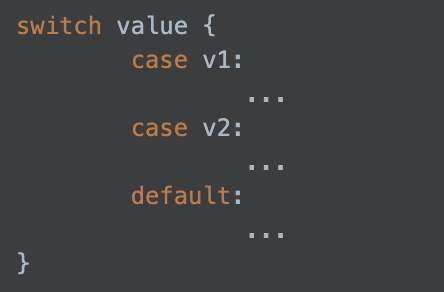 switch value {
case v1:
...
case v2:
...
default:
...
}